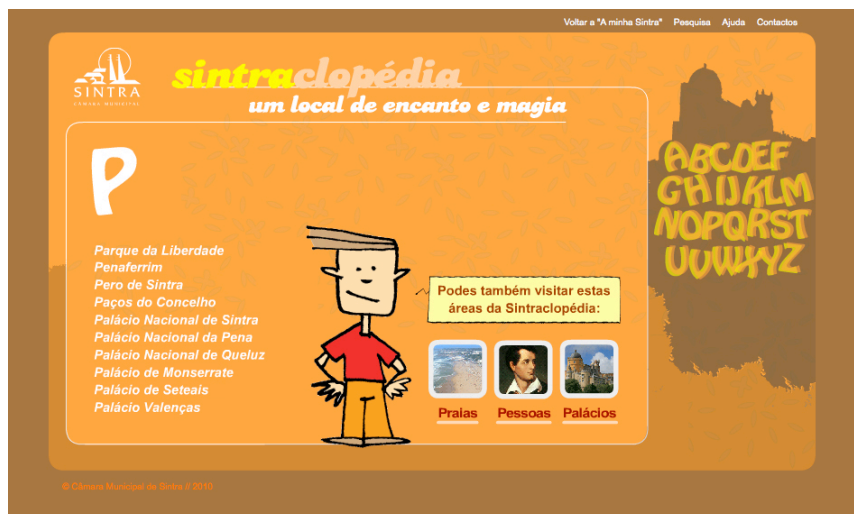 Voltar a "A minha Sintra" Pesquisa Ajuda Contactos
SINTRA
CÂMARA MUNICIPAL
sintraclopédia
um local de encanto e magia
P
ABCDEF
GHIJKLM
NOPQRST
UVWXYZ
Parque da Liberdade
Penaferrim
Pero de Sintra
Paços do Concelho
Palácio Nacional de Sintra
Palácio Nacional da Pena
Palácio Nacional de Queluz
Palácio de Monserrate
Palácio de Seteais
Palácio Valenças
Podes também visitar estas
áreas da Sintraclopédia:
Praias Pessoas Palácios
© Câmara Municipal de Sintra // 2010